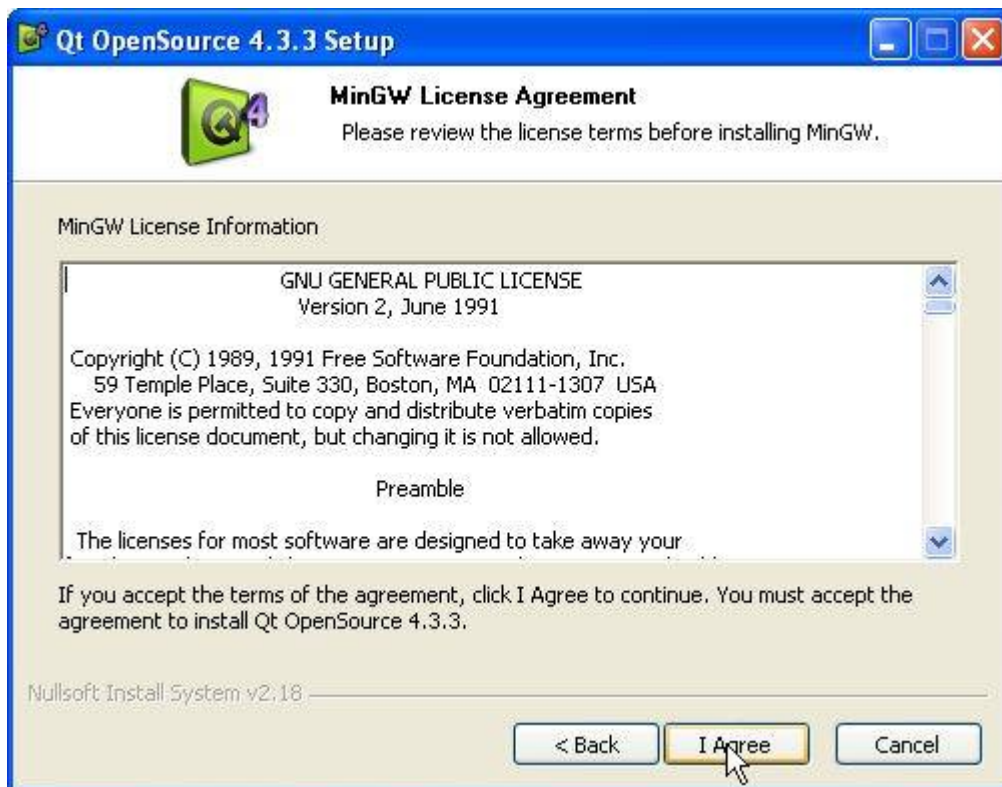 Qt OpenSource 4.3.3 Setup
MinGW License Agreement
Please review the license terms before installing MinGW.
MinGW License Information
GNU GENERAL PUBLIC LICENSE
Version 2, June 1991
Copyright (C) 1989, 1991 Free Software Foundation, Inc.
59 Temple Place, Suite 330, Boston, MA 02111-1307 USA
Everyone is permitted to copy and distribute verbatim copies
of this license document, but changing it is not allowed.
Preamble
The licenses for most software are designed to take away your
If you accept the terms of the agreement, click I Agree to continue. You must accept the
agreement to install Qt OpenSource 4.3.3.
Nullsoft Install System v2.18
< Back I Agree Cancel